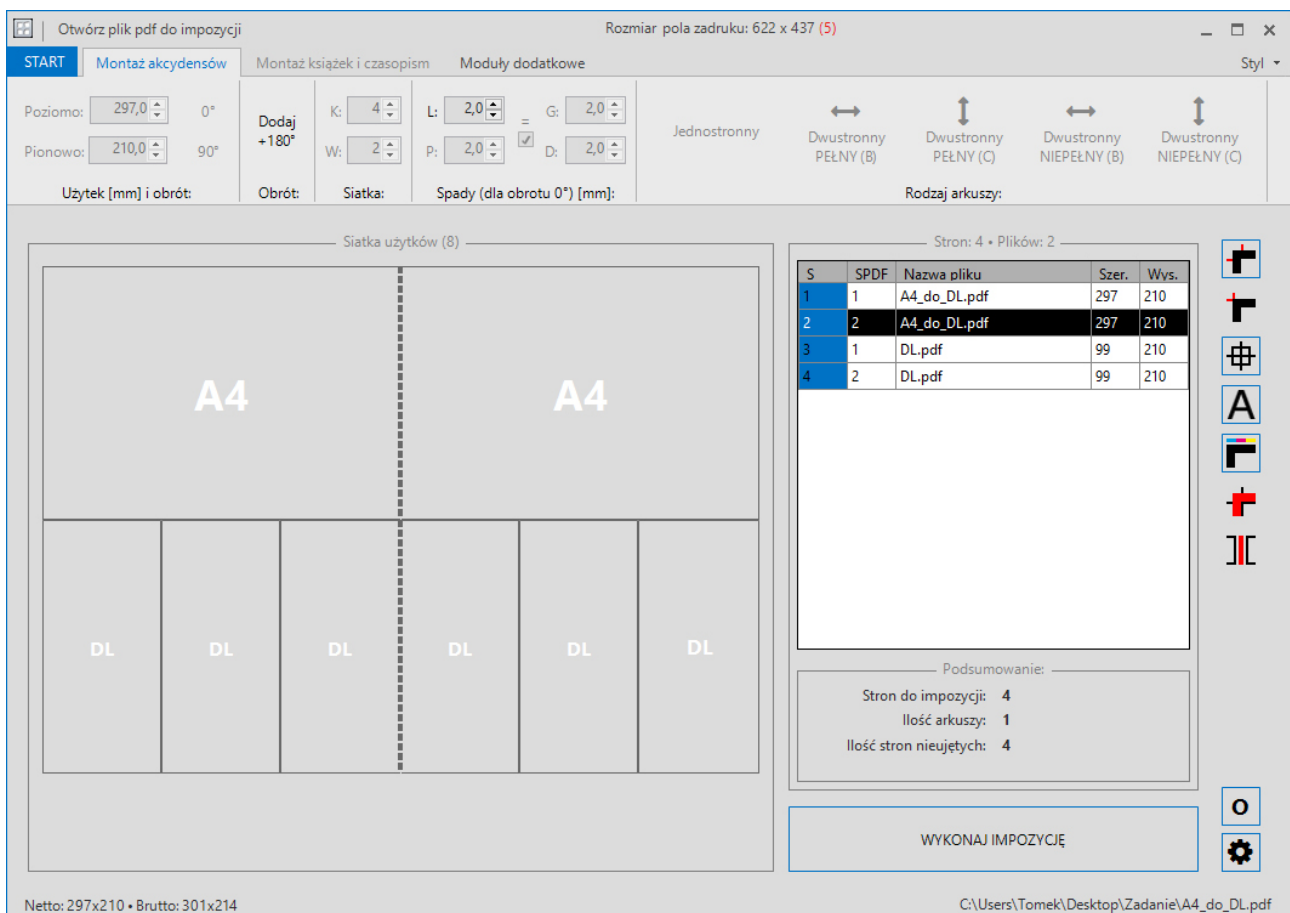 Otwórz plik pdf do impozycji
Rozmiar pola zadruku: 622 x 437 (5)
START Montaż akcydensów Montaż książek i czasopism Moduły dodatkowe Styl
Poziomo: 297,0 0°
Pionowo: 210,0 90°
Użytek [mm] i obrót:
Dodaj
+180°
Obrót:
K: 4
W: 2
Siatka:
L: 2,0 = G: 2,0
P: 2,0 D: 2,0
Spady (dla obrotu 0°) [mm]:
Jednostronny
Dwustronny
PEŁNY (B)
Dwustronny
PEŁNY (C)
Dwustronny
NIEPEŁNY (B)
Dwustronny
NIEPEŁNY (C)
Rodzaj arkuszy:
Siatka użytków (8)
A4 A4
DL DL DL DL DL DL
Stron: 4 • Plików: 2
S SPDF Nazwa pliku Szer. Wys.
1 1 A4_do_DL.pdf 297 210
2 2 A4_do_DL.pdf 297 210
3 1 DL.pdf 99 210
4 2 DL.pdf 99 210
A
Podsumowanie:
Stron do impozycji: 4
Ilość arkuszy: 1
Ilość stron nieujętych: 4
WYKONAJ IMPOZYCJĘ
O
Netto: 297x210 • Brutto: 301x214
C:\Users\Tomek\Desktop\Zadanie\A4_do_DL.pdf